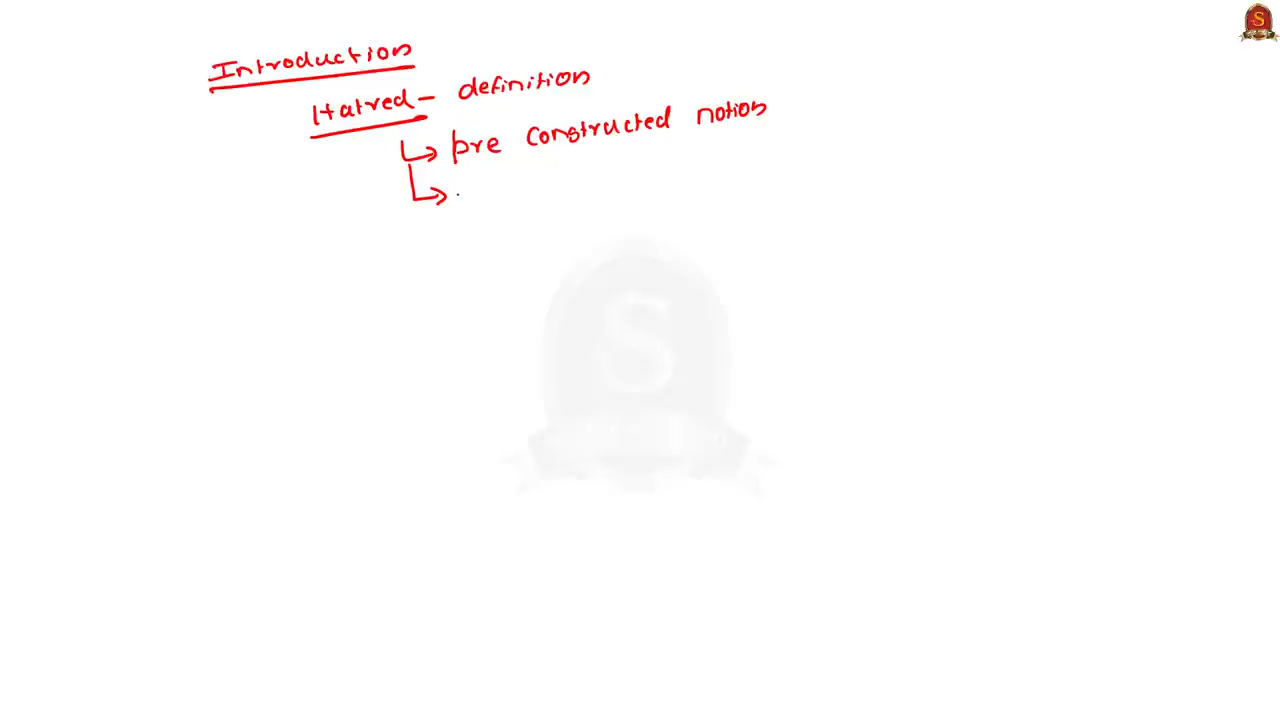 Introduction
Hatred - definition
↳ pre constructed notion
↳
S
S